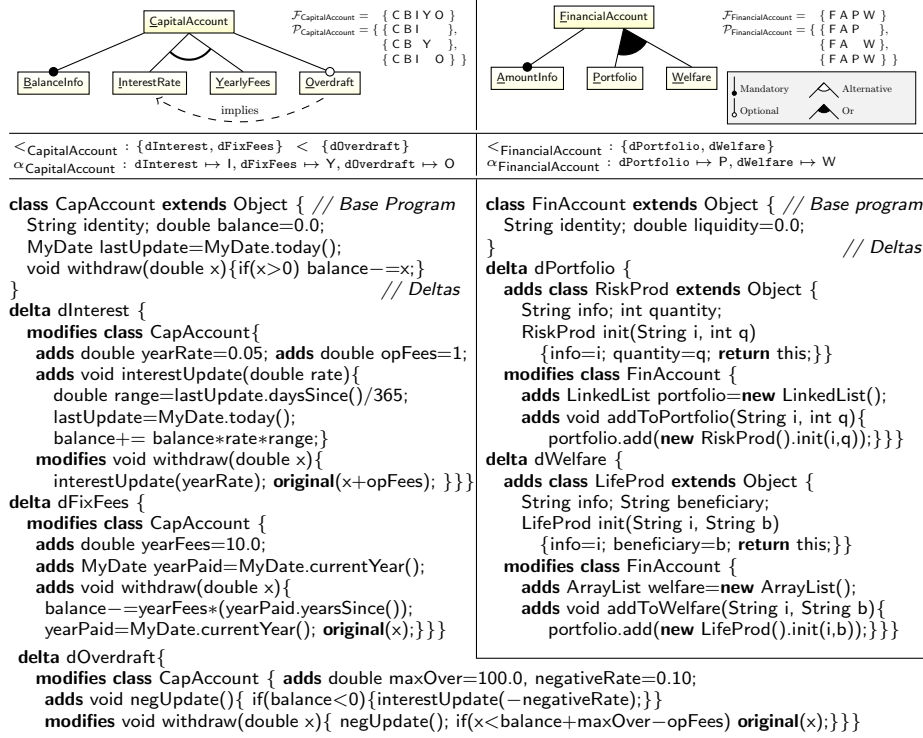 CapitalAccount
F CapitalAccount = { C B I Y O }
P CapitalAccount = { { C B I },
{ C B Y },
{ C B I O } }
BalanceInfo InterestRate YearlyFees Overdraft
implies
FinancialAccount
F FinancialAccount = { F A P W }
P FinancialAccount = { { F A P },
{ F A W },
{ F A P W } }
AmountInfo Portfolio Welfare
Mandatory Alternative
Optional Or
<CapitalAccount : {dInterest, dFixFees} < {dOverdraft}
αCapitalAccount : dInterest ↦ I, dFixFees ↦ Y, dOverdraft ↦ O
<FinancialAccount : {dPortfolio, dWelfare}
αFinancialAccount : dPortfolio ↦ P, dWelfare ↦ W
class CapAccount extends Object { // Base Program
String identity; double balance=0.0;
MyDate lastUpdate=MyDate.today();
void withdraw(double x){if(x>0) balance−=x;}
} // Deltas
delta dInterest {
modifies class CapAccount{
adds double yearRate=0.05; adds double opFees=1;
adds void interestUpdate(double rate){
double range=lastUpdate.daysSince()/365;
lastUpdate=MyDate.today();
balance+= balance∗rate∗range;}
modifies void withdraw(double x){
interestUpdate(yearRate); original(x+opFees); }}}
delta dFixFees {
modifies class CapAccount {
adds double yearFees=10.0;
adds MyDate yearPaid=MyDate.currentYear();
adds void withdraw(double x){
balance−=yearFees∗(yearPaid.yearsSince());
yearPaid=MyDate.currentYear(); original(x);}}}
class FinAccount extends Object { // Base program
String identity; double liquidity=0.0;
} // Deltas
delta dPortfolio {
adds class RiskProd extends Object {
String info; int quantity;
RiskProd init(String i, int q)
{info=i; quantity=q; return this;}}
modifies class FinAccount {
adds LinkedList portfolio=new LinkedList();
adds void addToPortfolio(String i, int q){
portfolio.add(new RiskProd().init(i,q));}}}
delta dWelfare {
adds class LifeProd extends Object {
String info; String beneficiary;
LifeProd init(String i, String b)
{info=i; beneficiary=b; return this;}}
modifies class FinAccount {
adds ArrayList welfare=new ArrayList();
adds void addToWelfare(String i, String b){
portfolio.add(new LifeProd().init(i,b));}}}
delta dOverdraft{
modifies class CapAccount { adds double maxOver=100.0, negativeRate=0.10;
adds void negUpdate(){ if(balance<0){interestUpdate(−negativeRate);}}
modifies void withdraw(double x){ negUpdate(); if(x<balance+maxOver−opFees) original(x);}}}